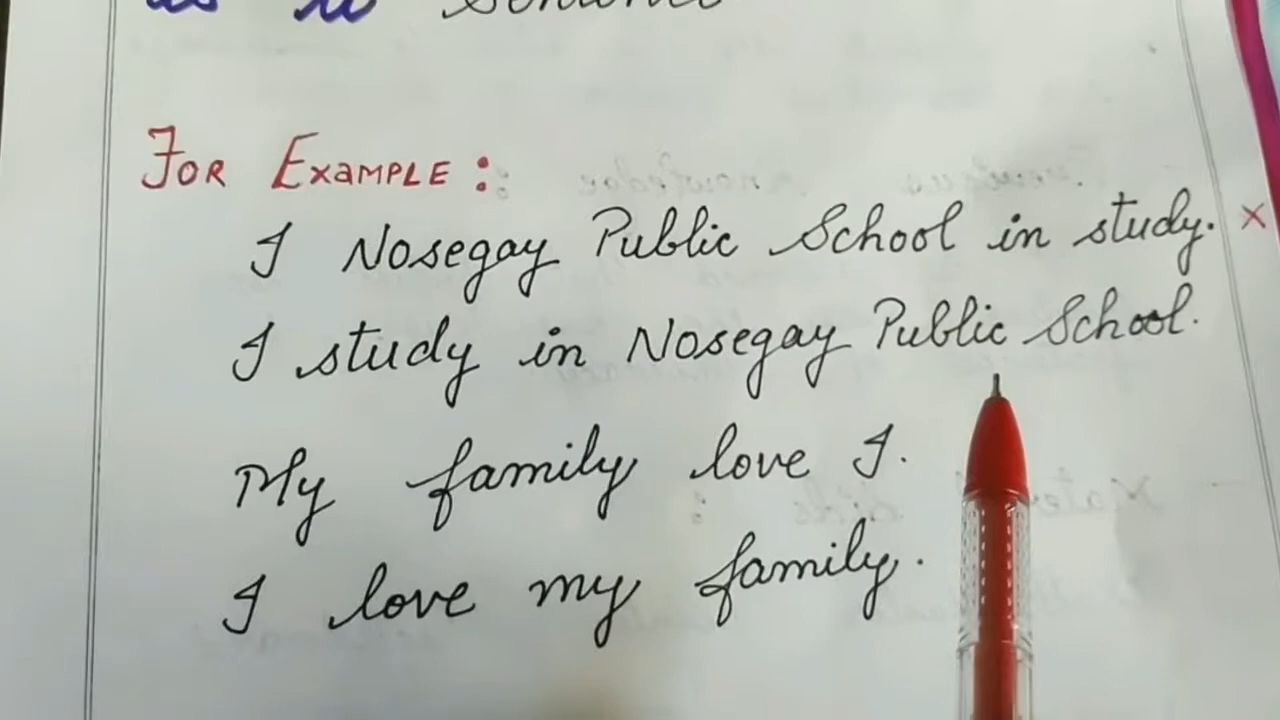 FOR EXAMPLE :
I Nosegay Public School in study. ×
I study in Nosegay Public School.
My family love I.
I love my family.